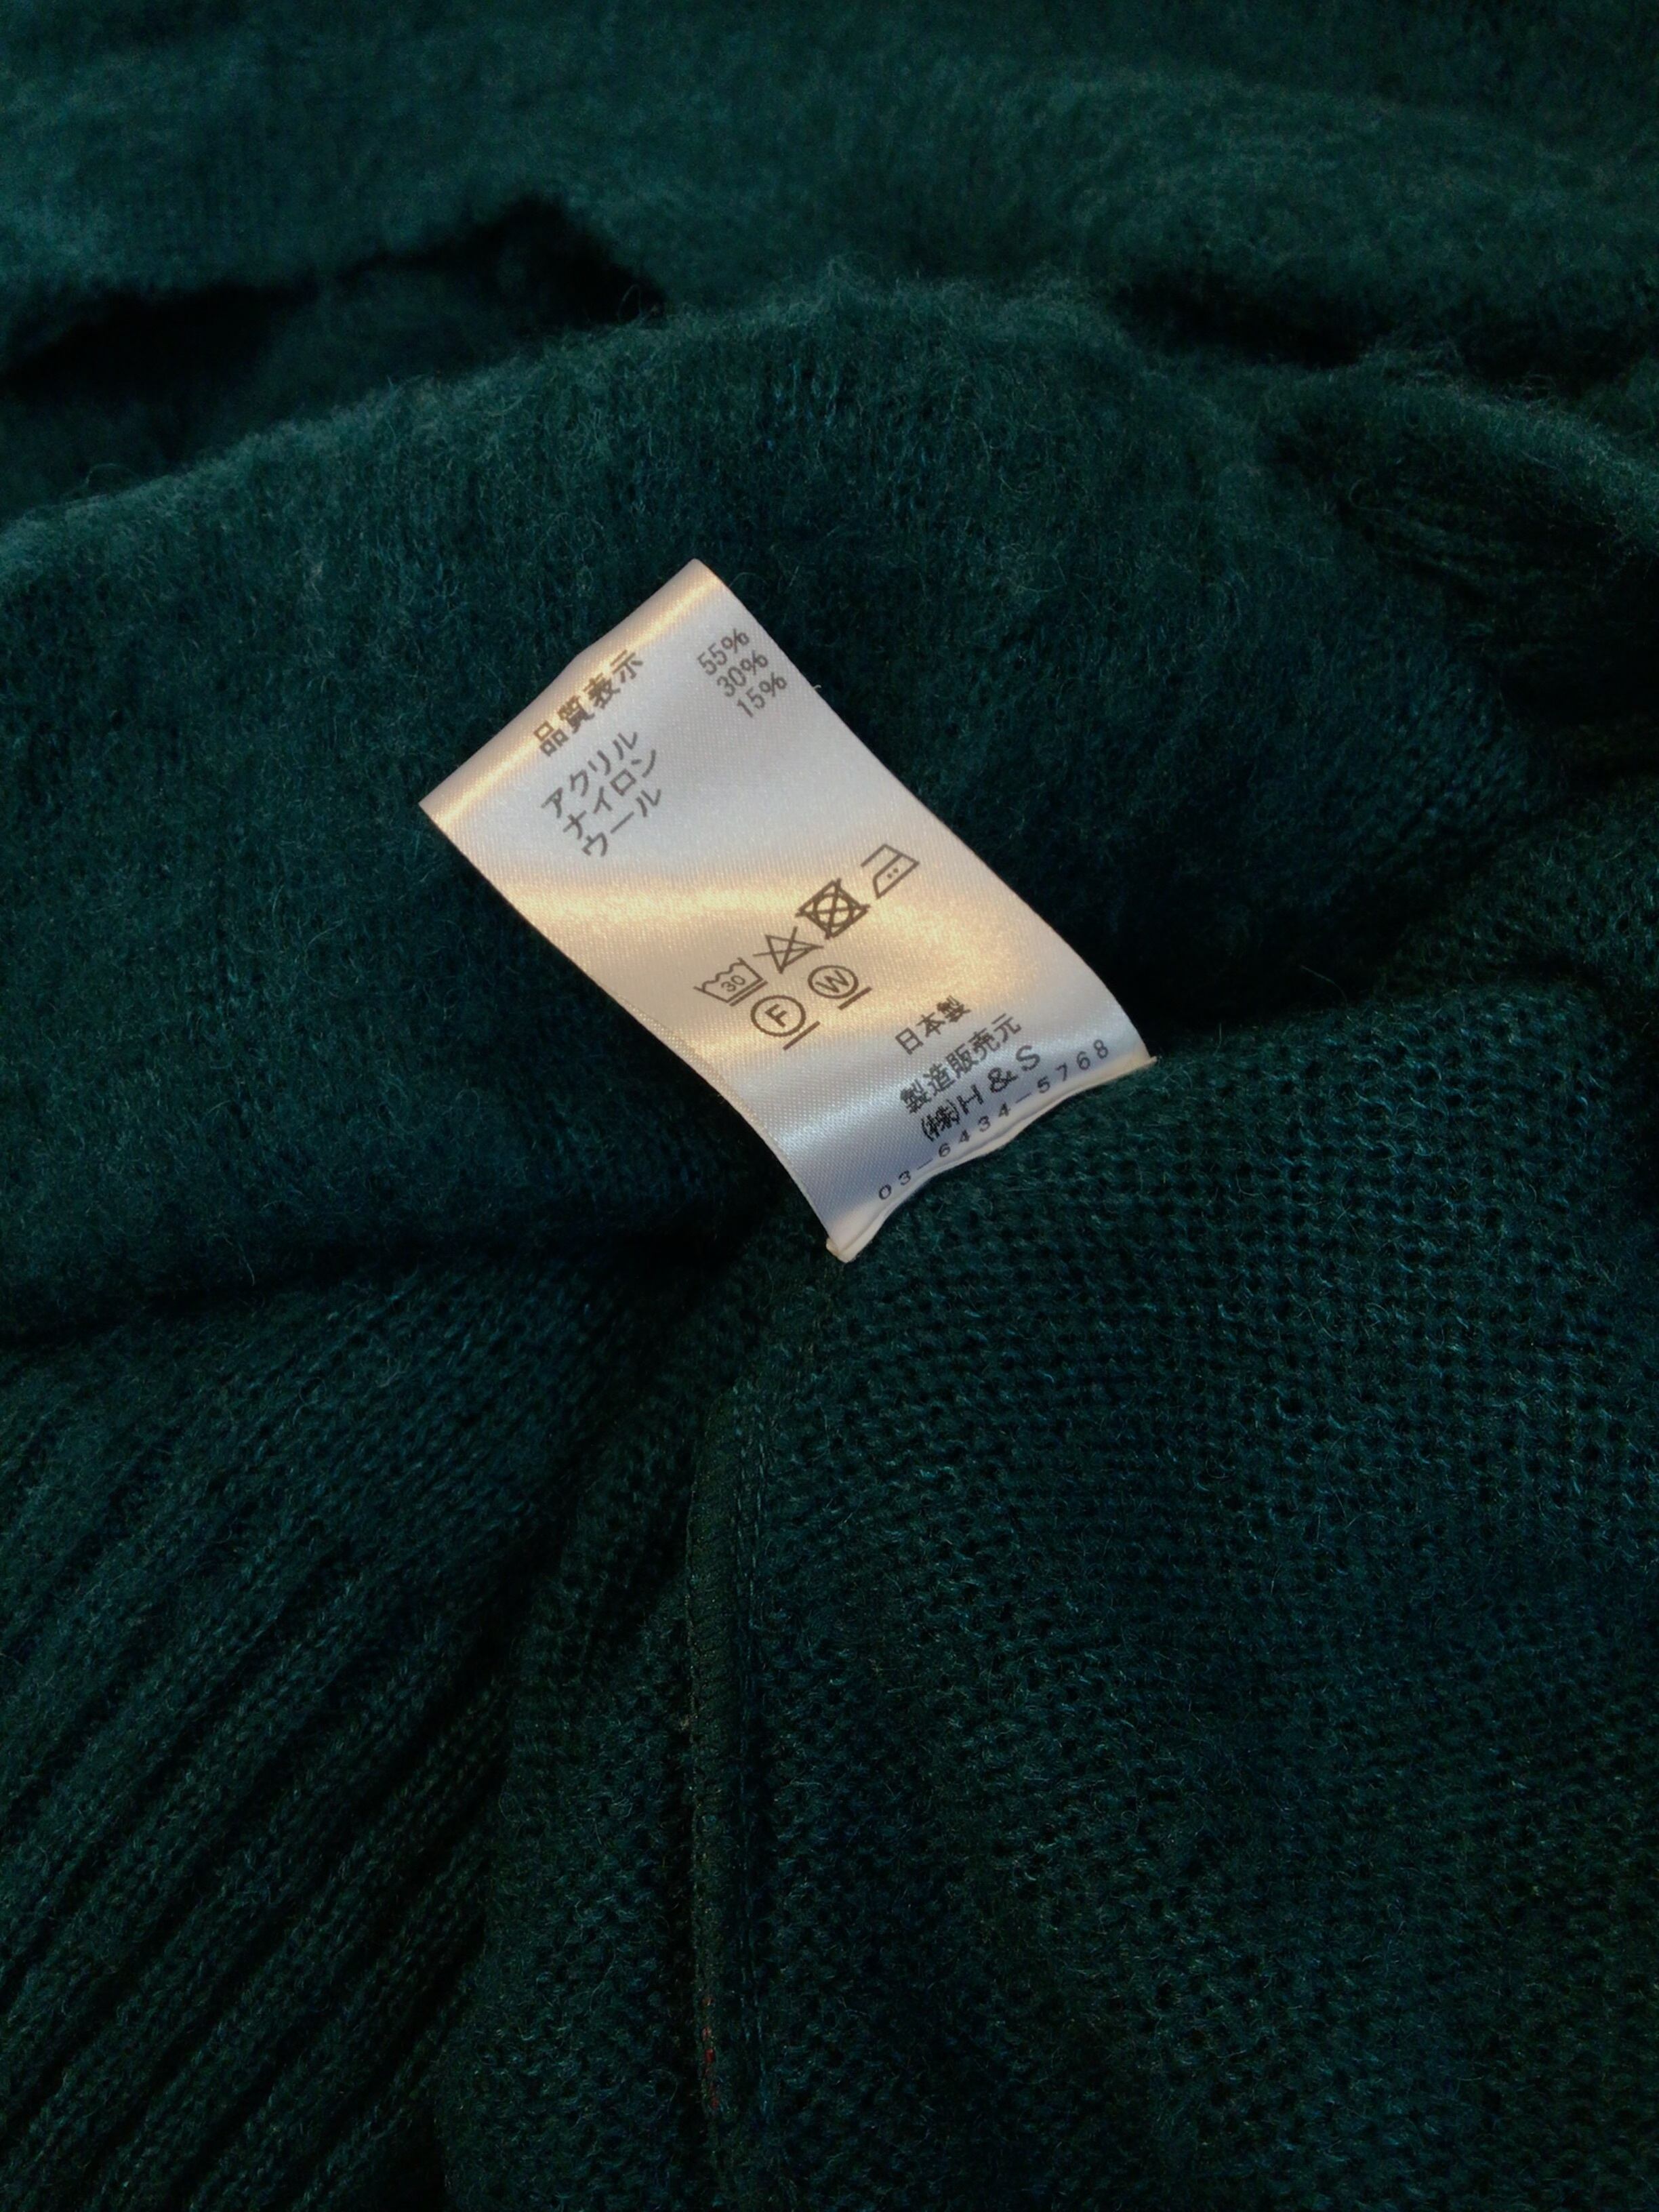 品質表示
アクリル 55%
ナイロン 30%
ウール 15%
30
F W
日本製
製造販売元
㈱H&S
03-6434-5768